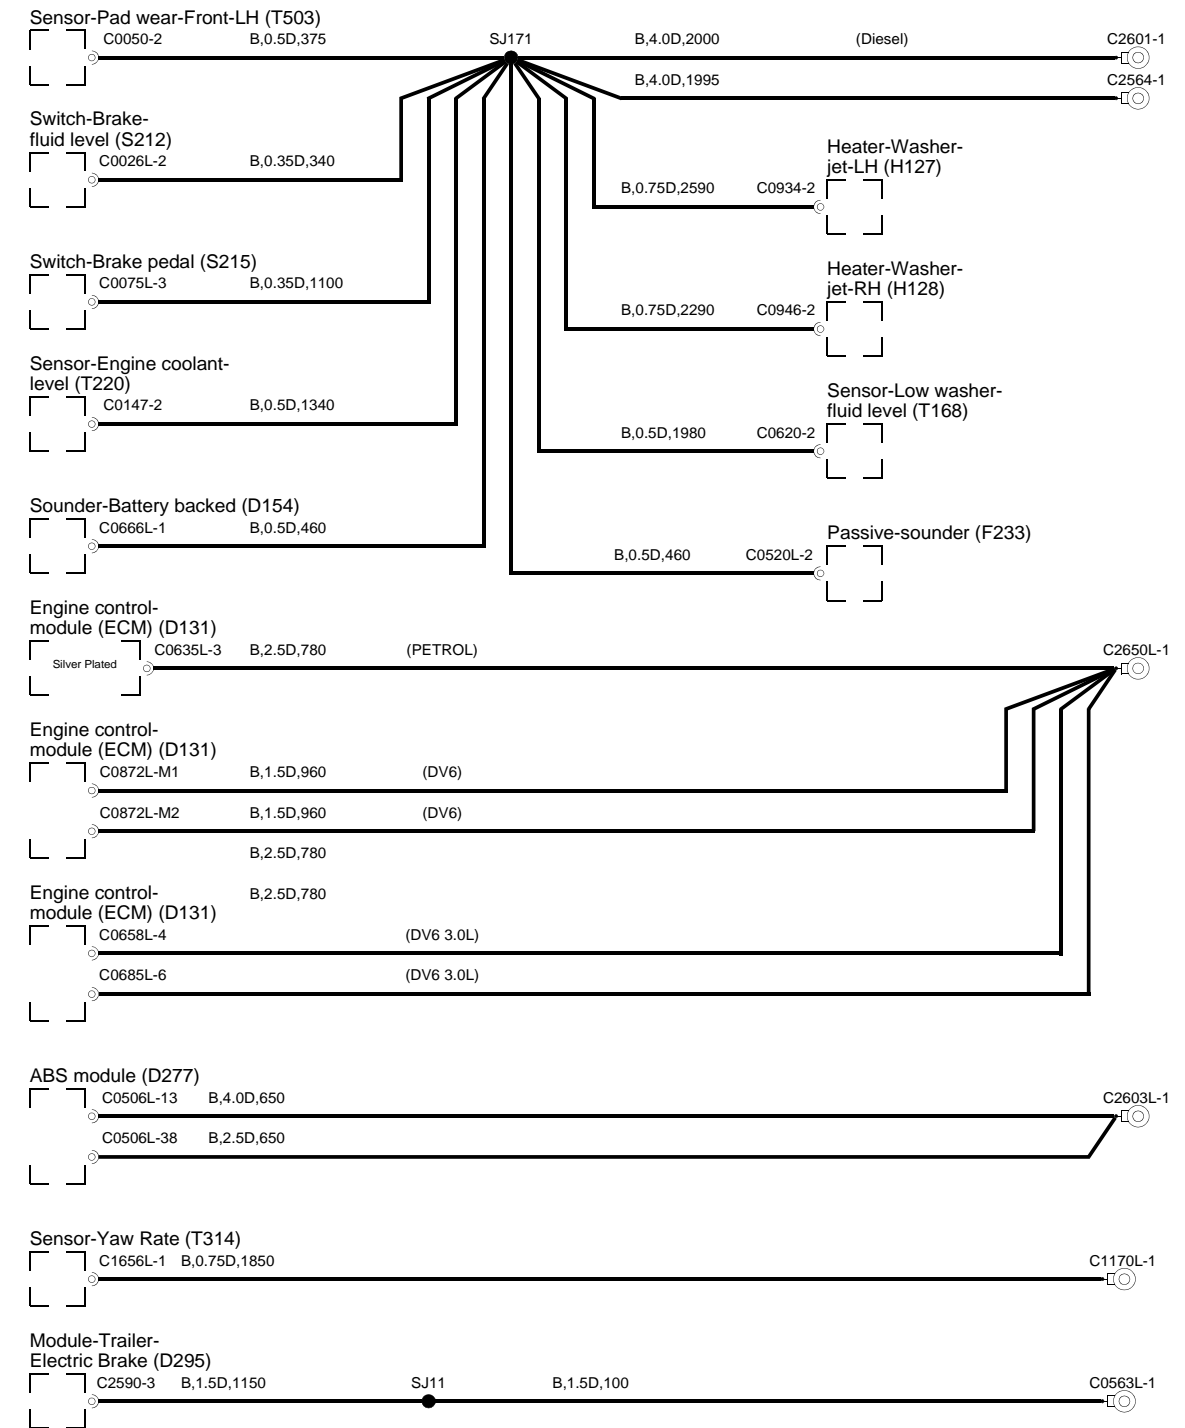 Sensor-Pad wear-Front-LH (T503)
C0050-2 B,0.5D,375 SJ171 B,4.0D,2000 (Diesel) C2601-1
B,4.0D,1995 C2564-1
Switch-Brake-
fluid level (S212)
C0026L-2 B,0.35D,340
Heater-Washer-
jet-LH (H127)
B,0.75D,2590 C0934-2
Switch-Brake pedal (S215)
C0075L-3 B,0.35D,1100
Heater-Washer-
jet-RH (H128)
B,0.75D,2290 C0946-2
Sensor-Engine coolant-
level (T220)
C0147-2 B,0.5D,1340
Sensor-Low washer-
fluid level (T168)
B,0.5D,1980 C0620-2
Sounder-Battery backed (D154)
C0666L-1 B,0.5D,460
Passive-sounder (F233)
B,0.5D,460 C0520L-2
Engine control-
module (ECM) (D131)
C0635L-3 B,2.5D,780 (PETROL) C2650L-1
Silver Plated
Engine control-
module (ECM) (D131)
C0872L-M1 B,1.5D,960 (DV6)
C0872L-M2 B,1.5D,960 (DV6)
B,2.5D,780
Engine control-
module (ECM) (D131)
B,2.5D,780
C0658L-4 (DV6 3.0L)
C0685L-6 (DV6 3.0L)
ABS module (D277)
C0506L-13 B,4.0D,650 C2603L-1
C0506L-38 B,2.5D,650
Sensor-Yaw Rate (T314)
C1656L-1 B,0.75D,1850 C1170L-1
Module-Trailer-
Electric Brake (D295)
C2590-3 B,1.5D,1150 SJ11 B,1.5D,100 C0563L-1